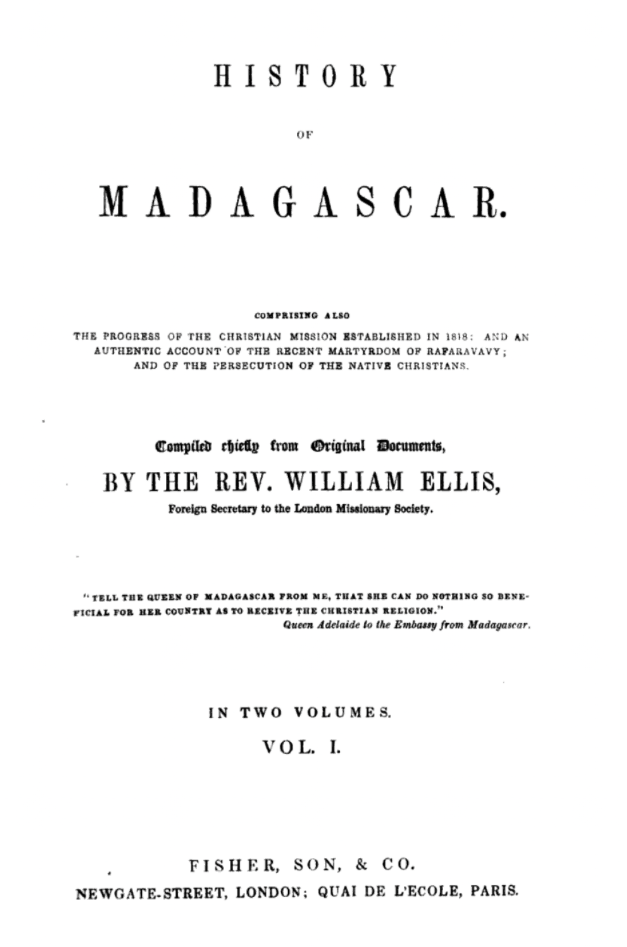 HISTORY
OF
MADAGASCAR.
COMPRISING ALSO
THE PROGRESS OF THE CHRISTIAN MISSION ESTABLISHED IN 1818: AND AN
AUTHENTIC ACCOUNT OF THE RECENT MARTYRDOM OF RAFARAVAVY;
AND OF THE PERSECUTION OF THE NATIVE CHRISTIANS.
Compiled chiefly from Original Documents,
BY THE REV. WILLIAM ELLIS,
Foreign Secretary to the London Missionary Society.
"TELL THE QUEEN OF MADAGASCAR FROM ME, THAT SHE CAN DO NOTHING SO BENE-
FICIAL FOR HER COUNTRY AS TO RECEIVE THE CHRISTIAN RELIGION."
Queen Adelaide to the Embassy from Madagascar.
IN TWO VOLUMES.
VOL. I.
FISHER, SON, & CO.
NEWGATE-STREET, LONDON; QUAI DE L'ECOLE, PARIS.